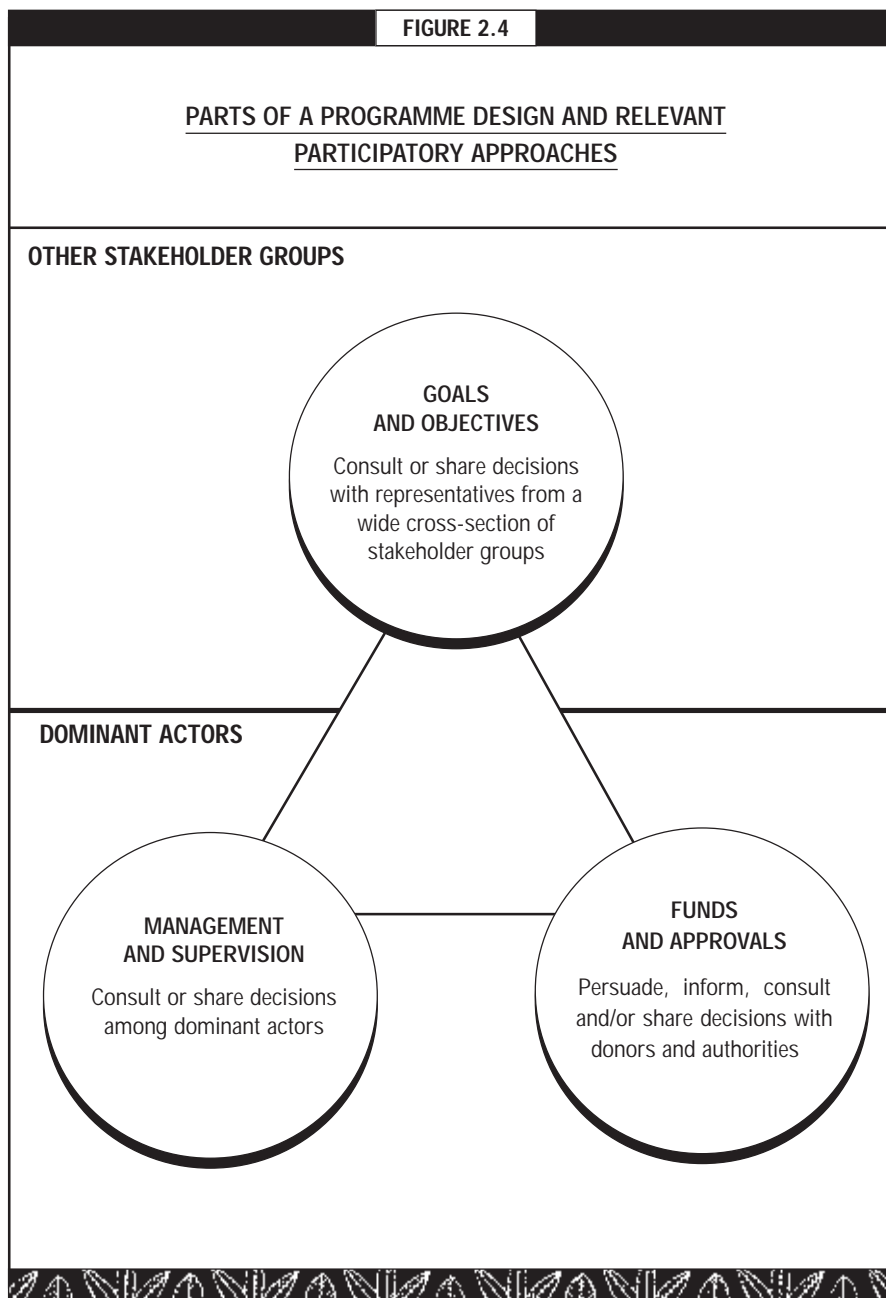 FIGURE 2.4
PARTS OF A PROGRAMME DESIGN AND RELEVANT
PARTICIPATORY APPROACHES
OTHER STAKEHOLDER GROUPS
GOALS
AND OBJECTIVES
Consult or share decisions
with representatives from a
wide cross-section of
stakeholder groups
DOMINANT ACTORS
MANAGEMENT
AND SUPERVISION
Consult or share decisions
among dominant actors
FUNDS
AND APPROVALS
Persuade, inform, consult
and/or share decisions with
donors and authorities